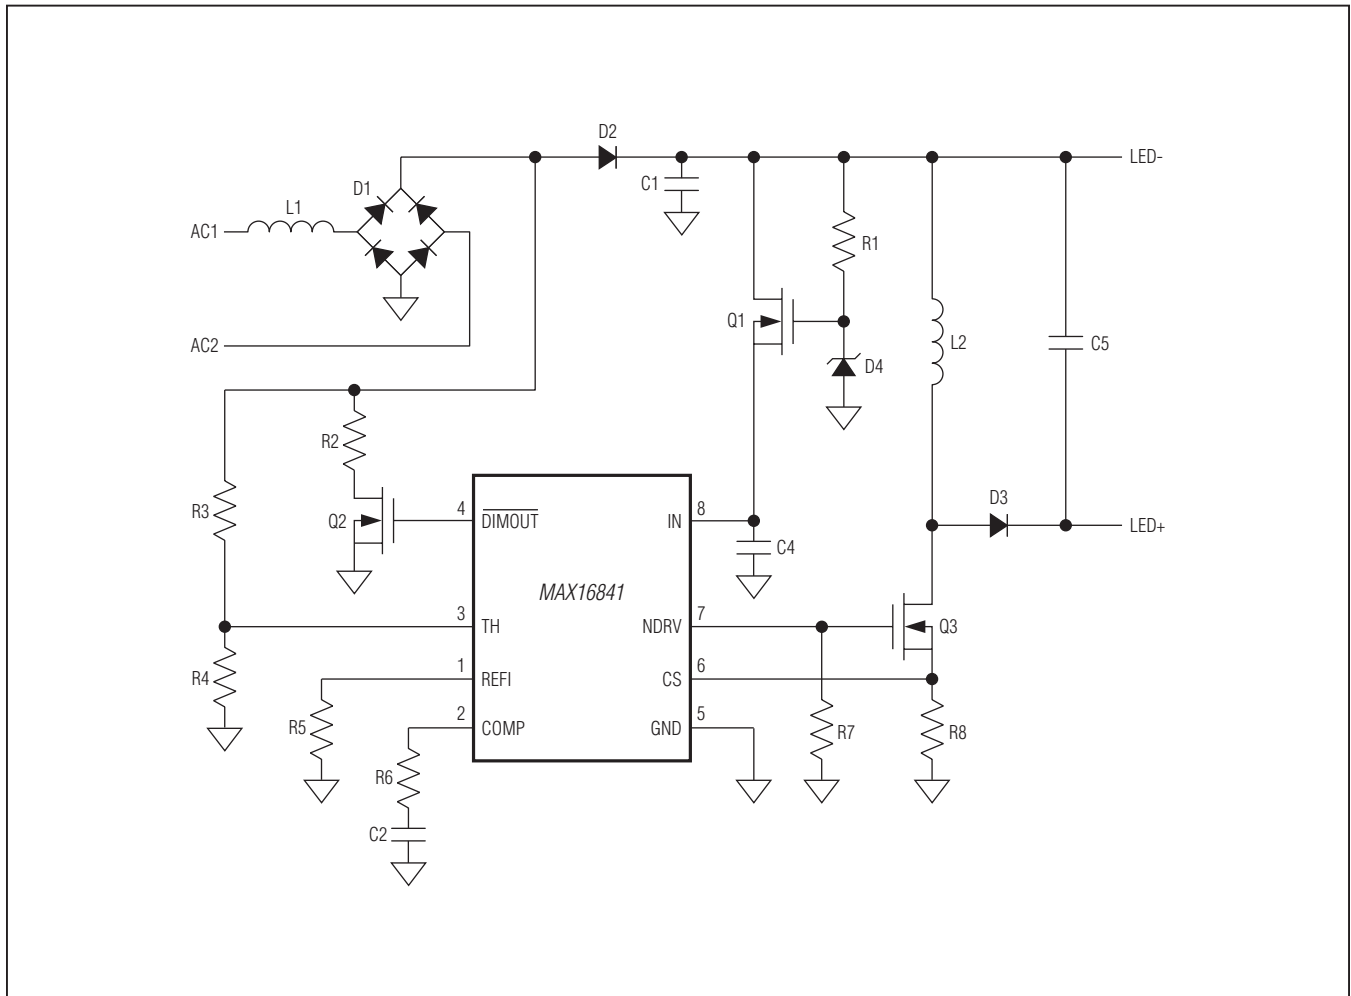 D2
LED-
D1
C1
L1
AC1
R1
Q1
L2
C5
AC2
D4
R2
D3
R3
4
8
Q2
DIMOUT
IN
LED+
C4
MAX16841
3
7
TH
NDRV
Q3
1
6
R4
REFI
CS
2
5
R5
COMP
GND
R7
R8
R6
C2